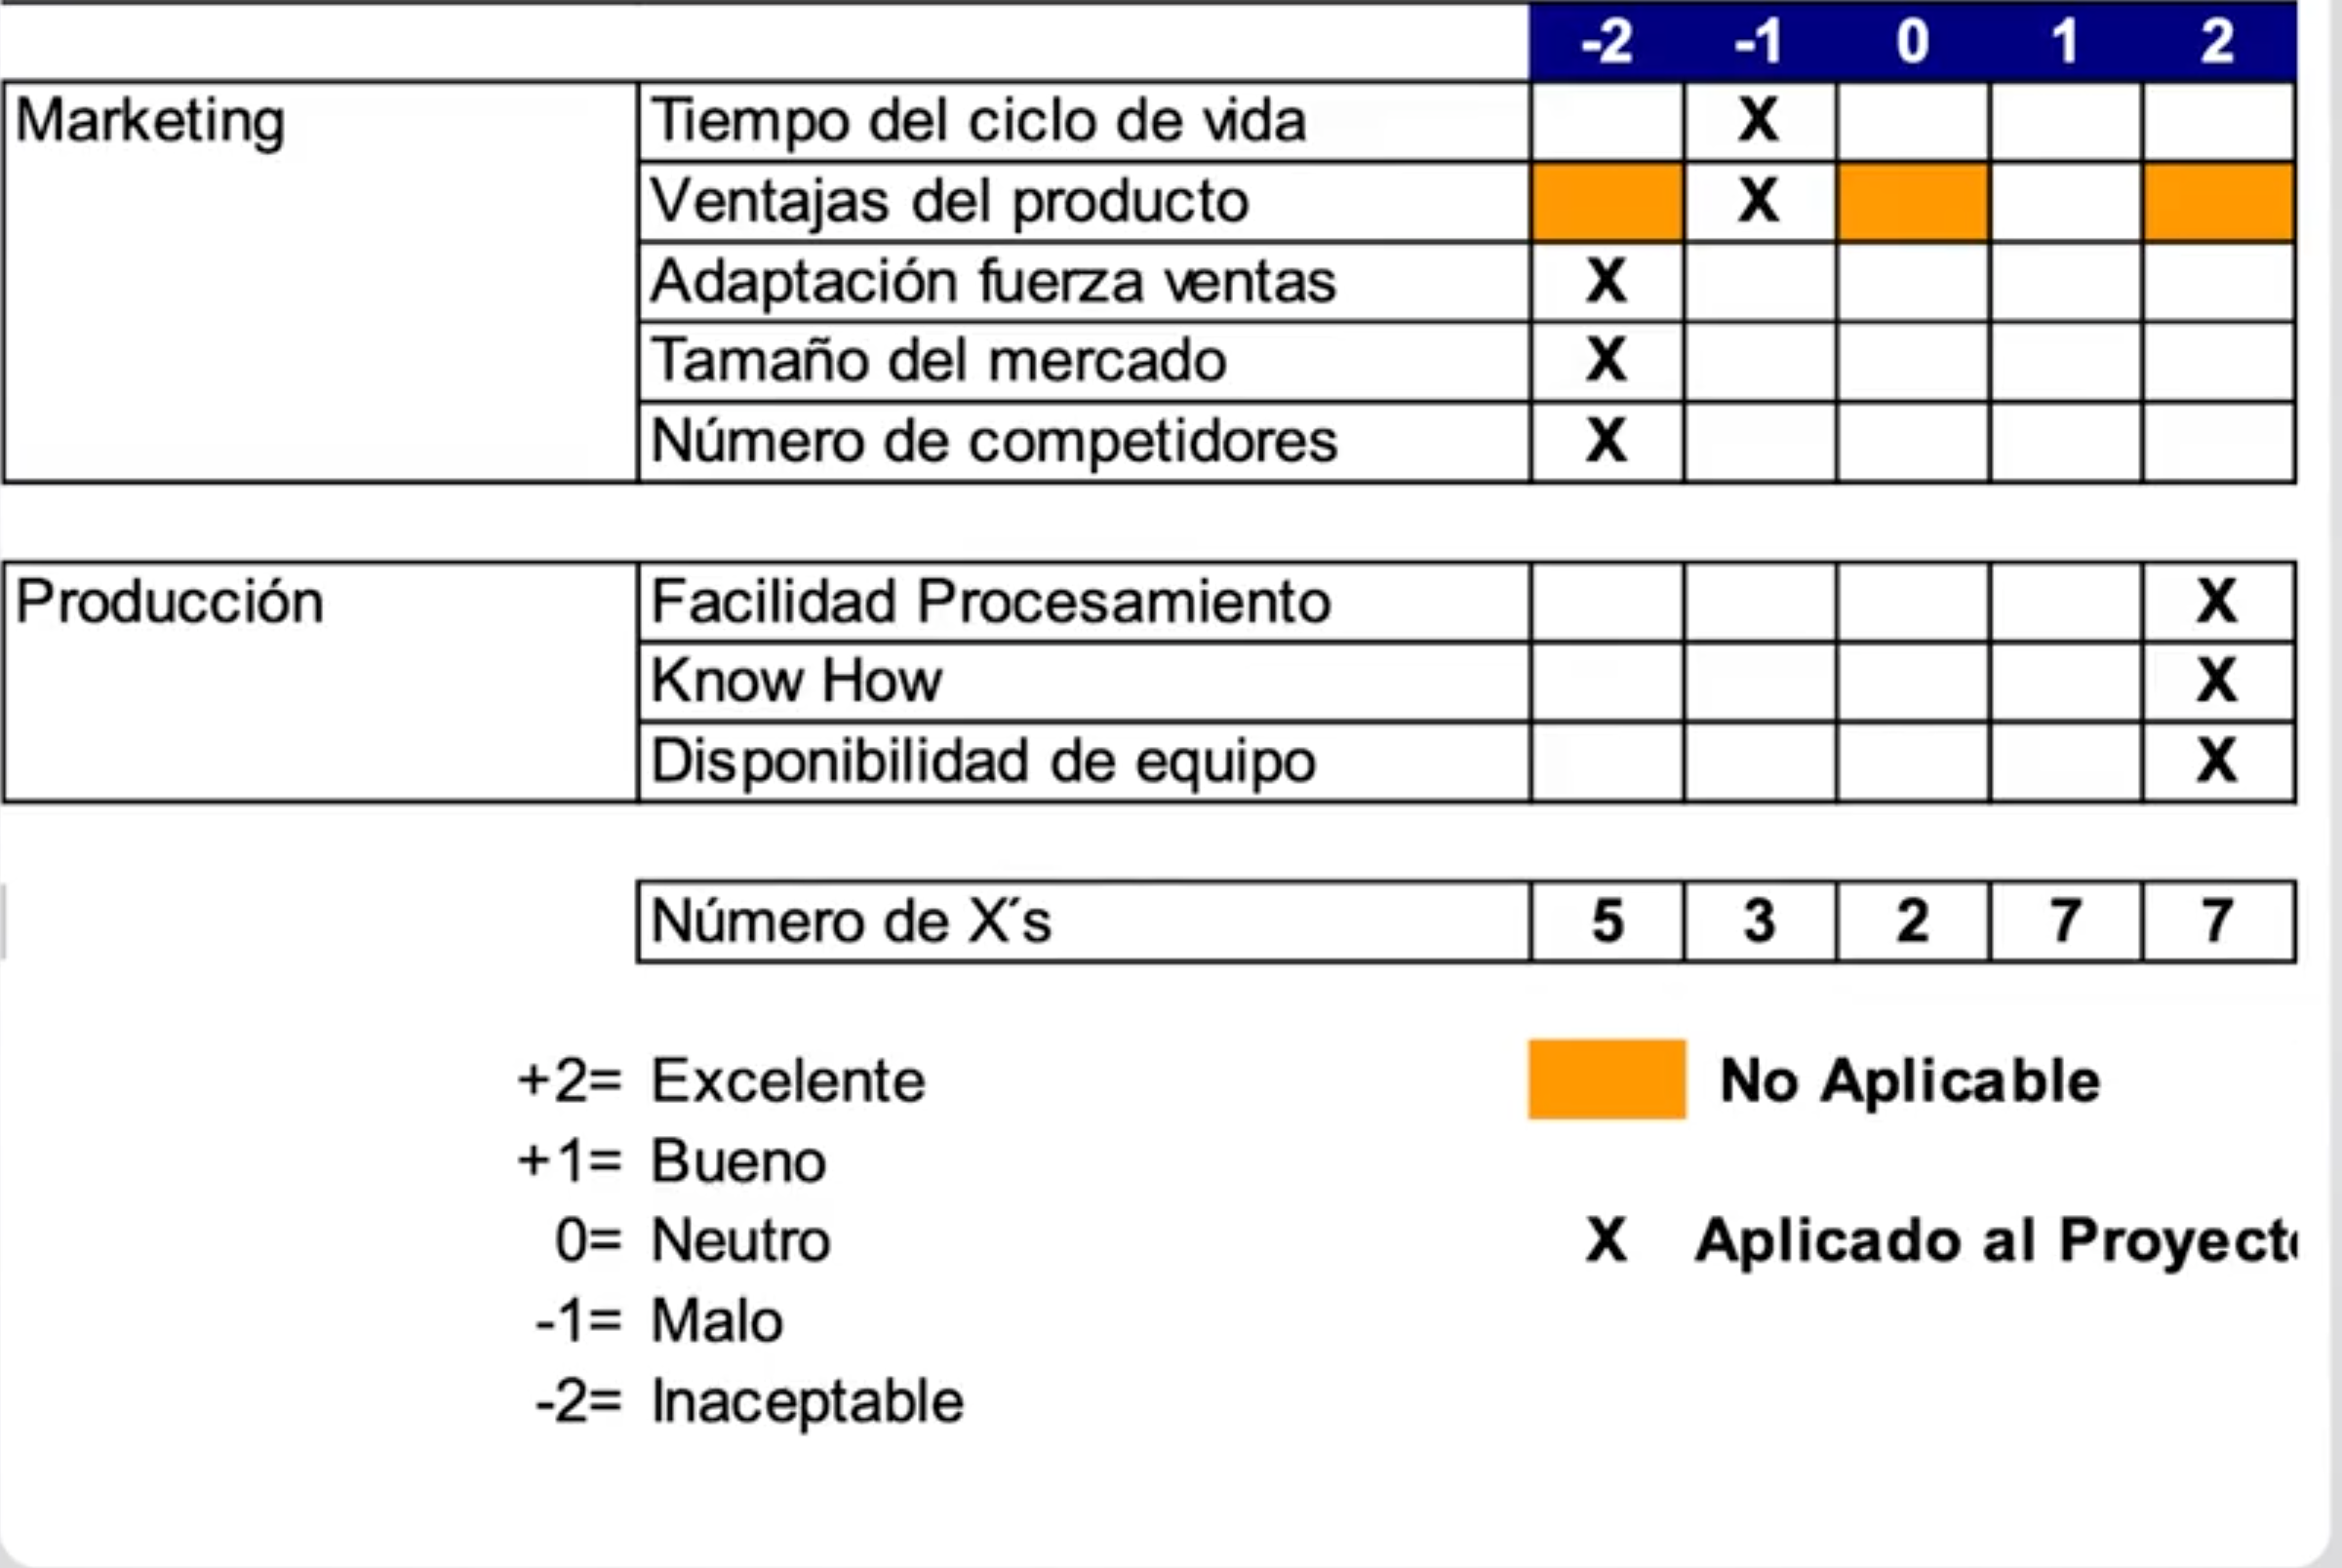 -2 -1 0 1 2
Marketing Tiempo del ciclo de vida X
Ventajas del producto X
Adaptación fuerza ventas X
Tamaño del mercado X
Número de competidores X
Producción Facilidad Procesamiento X
Know How X
Disponibilidad de equipo X
Número de X´s 5 3 2 7 7
+2= Excelente No Aplicable
+1= Bueno
0= Neutro X Aplicado al Proyecto
-1= Malo
-2= Inaceptable